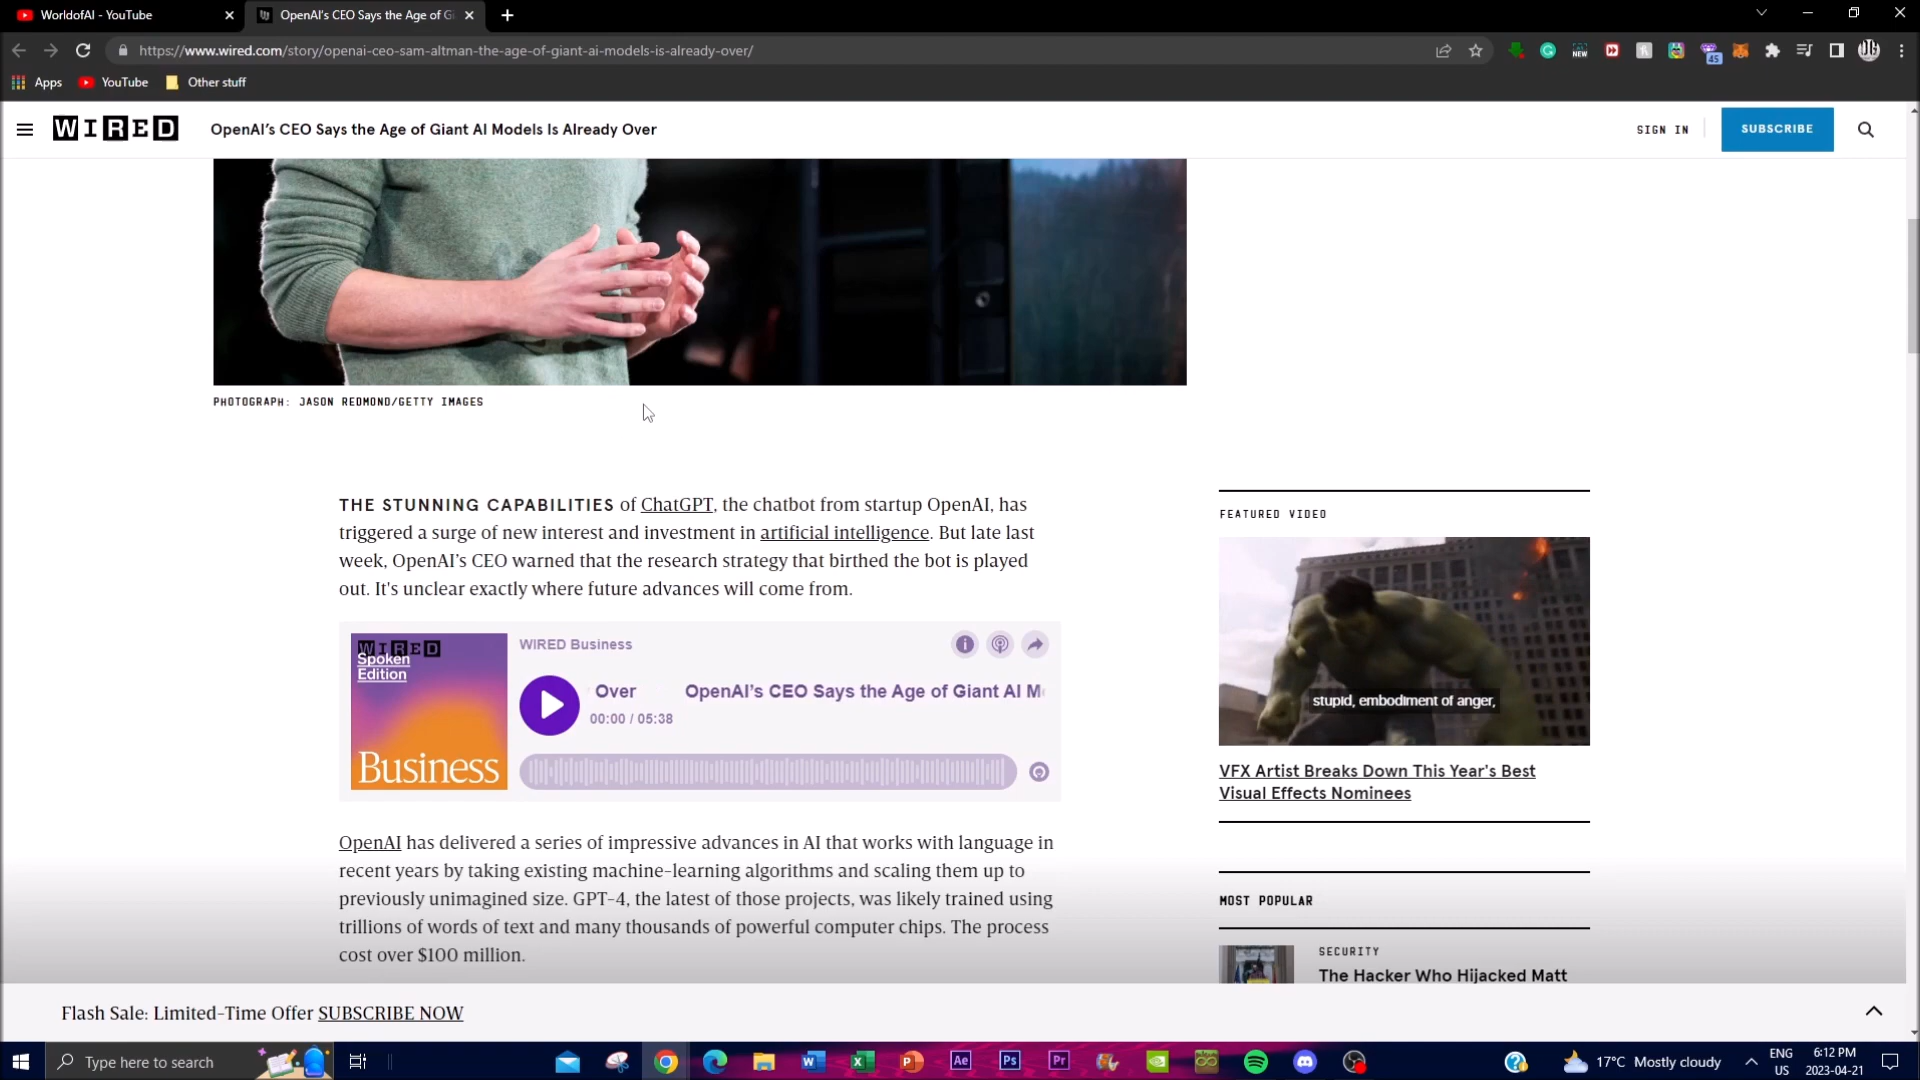 WorldofAI - YouTube
OpenAI's CEO Says the Age of Gi
https://www.wired.com/story/openai-ceo-sam-altman-the-age-of-giant-ai-models-is-already-over/
NEW
45
Apps
YouTube
Other stuff
WIRED
OpenAI's CEO Says the Age of Giant AI Models Is Already Over
SIGN IN
SUBSCRIBE
PHOTOGRAPH: JASON REDMOND/GETTY IMAGES
THE STUNNING CAPABILITIES of ChatGPT, the chatbot from startup OpenAI, has
triggered a surge of new interest and investment in artificial intelligence. But late last
week, OpenAI's CEO warned that the research strategy that birthed the bot is played
out. It's unclear exactly where future advances will come from.
WIRED
Spoken
Edition
Business
WIRED Business
Over
OpenAI's CEO Says the Age of Giant AI M
00:00 / 05:38
OpenAI has delivered a series of impressive advances in AI that works with language in
recent years by taking existing machine-learning algorithms and scaling them up to
previously unimagined size. GPT-4, the latest of those projects, was likely trained using
trillions of words of text and many thousands of powerful computer chips. The process
cost over $100 million.
FEATURED VIDEO
stupid, embodiment of anger,
VFX Artist Breaks Down This Year's Best
Visual Effects Nominees
MOST POPULAR
SECURITY
The Hacker Who Hijacked Matt
Flash Sale: Limited-Time Offer SUBSCRIBE NOW
Type here to search
Ae
Ps
Pr
17°C Mostly cloudy
ENG
US
6:12 PM
2023-04-21